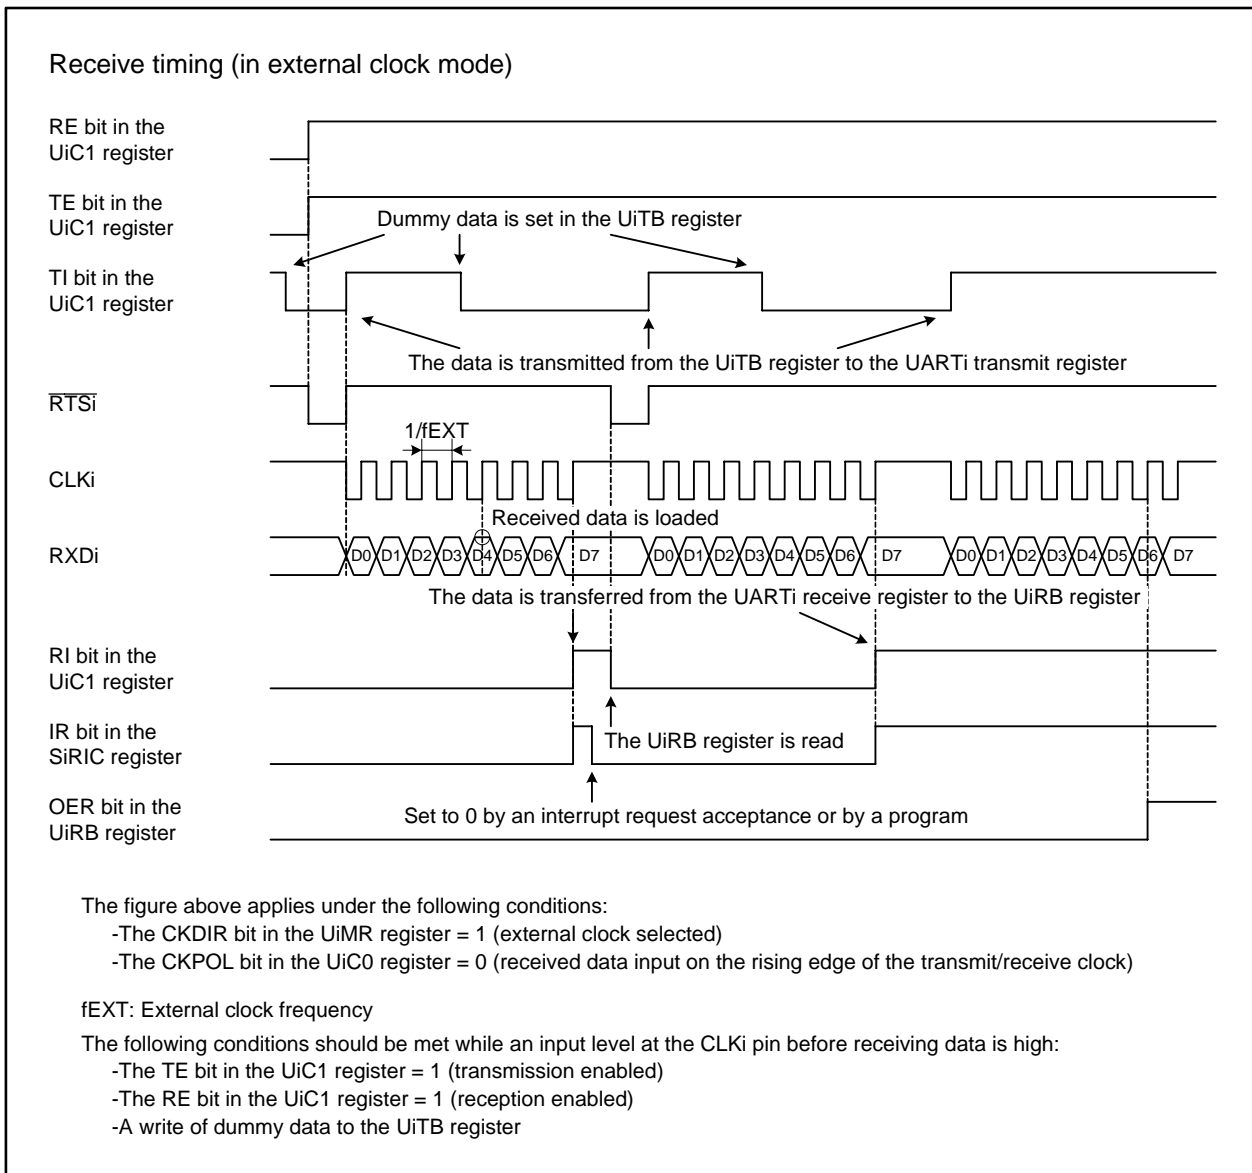 Receive timing (in external clock mode)
RE bit in the
UiC1 register
TE bit in the
UiC1 register
Dummy data is set in the UiTB register
TI bit in the
UiC1 register
The data is transmitted from the UiTB register to the UARTi transmit register
RTSi
1/fEXT
CLKi
Received data is loaded
RXDi
D0 D1 D2 D3 D4 D5 D6 D7 D0 D1 D2 D3 D4 D5 D6 D7 D0 D1 D2 D3 D4 D5 D6 D7
The data is transferred from the UARTi receive register to the UiRB register
RI bit in the
UiC1 register
IR bit in the
SiRIC register
The UiRB register is read
OER bit in the
UiRB register
Set to 0 by an interrupt request acceptance or by a program
The figure above applies under the following conditions:
-The CKDIR bit in the UiMR register = 1 (external clock selected)
-The CKPOL bit in the UiC0 register = 0 (received data input on the rising edge of the transmit/receive clock)
fEXT: External clock frequency
The following conditions should be met while an input level at the CLKi pin before receiving data is high:
-The TE bit in the UiC1 register = 1 (transmission enabled)
-The RE bit in the UiC1 register = 1 (reception enabled)
-A write of dummy data to the UiTB register